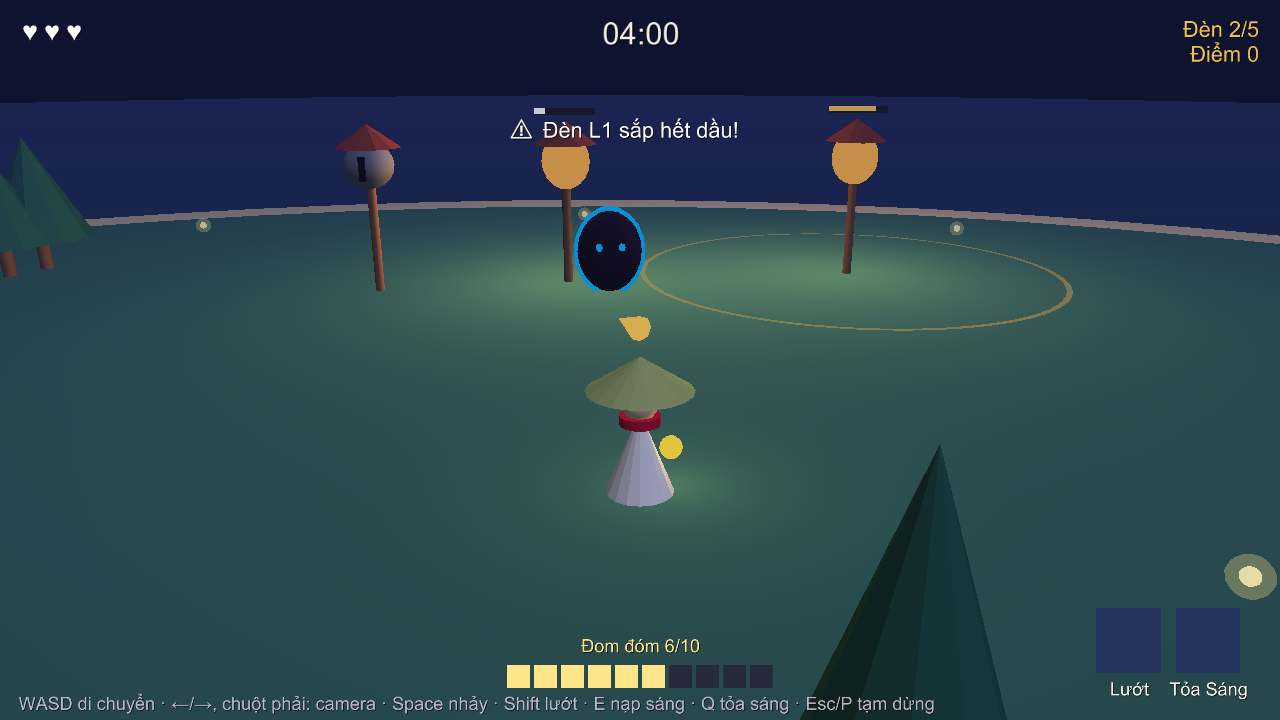 ♥ ♥ ♥
04:00
Đèn 2/5
Điểm 0
⚠ Đèn L1 sắp hết dầu!
Đom đóm 6/10
Lướt
Tỏa Sáng
WASD di chuyển · ←/→, chuột phải: camera · Space nhảy · Shift lướt · E nạp sáng · Q tỏa sáng · Esc/P tạm dừng